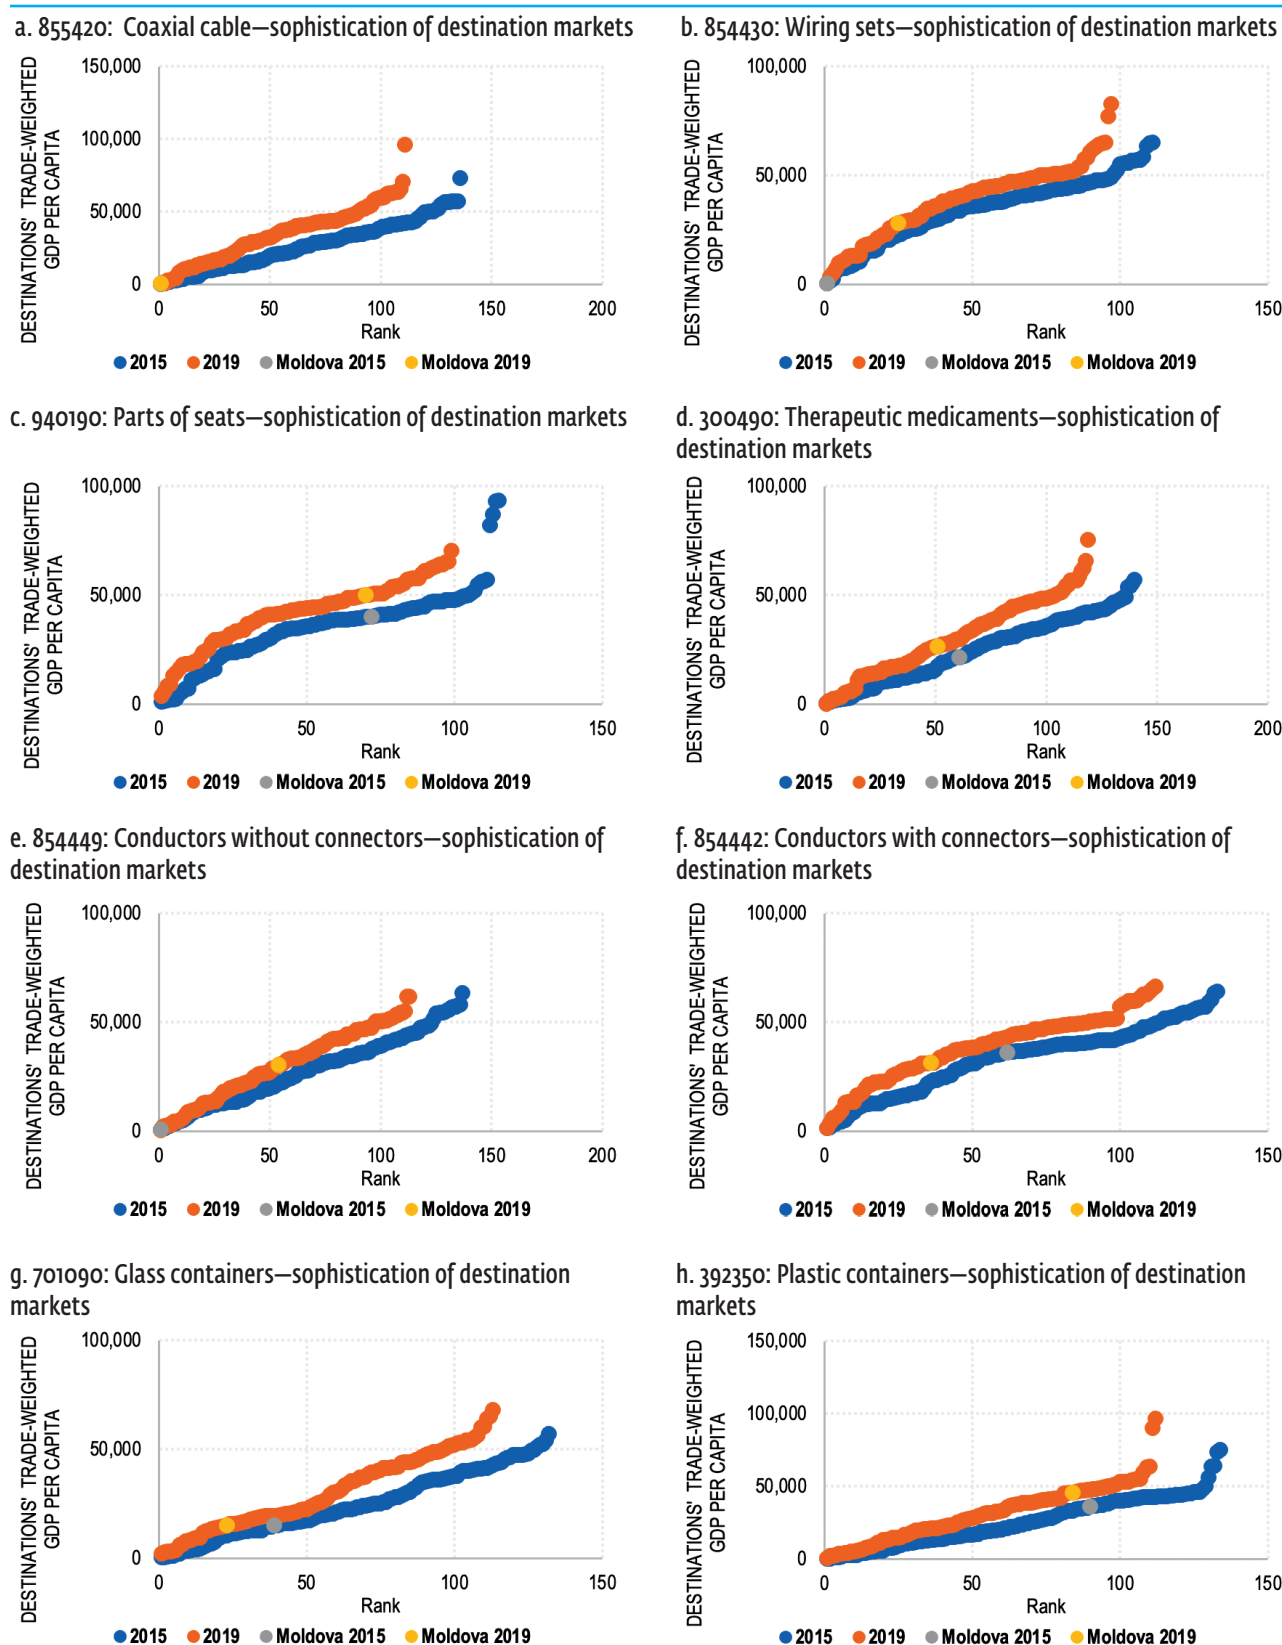 a. 855420: Coaxial cable—sophistication of destination markets
DESTINATIONS' TRADE-WEIGHTED
GDP PER CAPITA
150,000
100,000
50,000
0
0 50 100 150 200
Rank
2015 2019 Moldova 2015 Moldova 2019
b. 854430: Wiring sets—sophistication of destination markets
DESTINATIONS' TRADE-WEIGHTED
GDP PER CAPITA
100,000
50,000
0
0 50 100 150
Rank
2015 2019 Moldova 2015 Moldova 2019
c. 940190: Parts of seats—sophistication of destination markets
DESTINATIONS' TRADE-WEIGHTED
GDP PER CAPITA
100,000
50,000
0
0 50 100 150
Rank
2015 2019 Moldova 2015 Moldova 2019
d. 300490: Therapeutic medicaments—sophistication of
destination markets
DESTINATIONS' TRADE-WEIGHTED
GDP PER CAPITA
100,000
50,000
0
0 50 100 150 200
Rank
2015 2019 Moldova 2015 Moldova 2019
e. 854449: Conductors without connectors—sophistication of
destination markets
DESTINATIONS' TRADE-WEIGHTED
GDP PER CAPITA
100,000
50,000
0
0 50 100 150 200
Rank
2015 2019 Moldova 2015 Moldova 2019
f. 854442: Conductors with connectors—sophistication of
destination markets
DESTINATIONS' TRADE-WEIGHTED
GDP PER CAPITA
100,000
50,000
0
0 50 100 150
Rank
2015 2019 Moldova 2015 Moldova 2019
g. 701090: Glass containers—sophistication of destination
markets
DESTINATIONS' TRADE-WEIGHTED
GDP PER CAPITA
100,000
50,000
0
0 50 100 150
Rank
2015 2019 Moldova 2015 Moldova 2019
h. 392350: Plastic containers—sophistication of destination
markets
DESTINATIONS' TRADE-WEIGHTED
GDP PER CAPITA
150,000
100,000
50,000
0
0 50 100 150
Rank
2015 2019 Moldova 2015 Moldova 2019